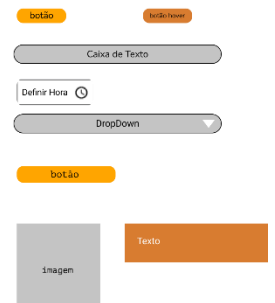 botão
botão hover
Caixa de Texto
Definir Hora
DropDown
botão
Texto
imagem